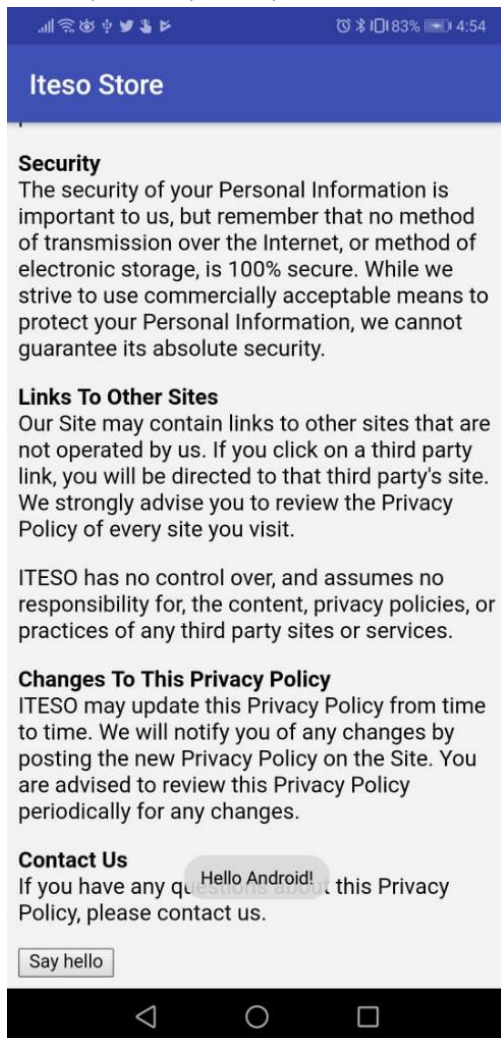 83% 4:54
Iteso Store
Security
The security of your Personal Information is
important to us, but remember that no method
of transmission over the Internet, or method of
electronic storage, is 100% secure. While we
strive to use commercially acceptable means to
protect your Personal Information, we cannot
guarantee its absolute security.
Links To Other Sites
Our Site may contain links to other sites that are
not operated by us. If you click on a third party
link, you will be directed to that third party's site.
We strongly advise you to review the Privacy
Policy of every site you visit.
ITESO has no control over, and assumes no
responsibility for, the content, privacy policies, or
practices of any third party sites or services.
Changes To This Privacy Policy
ITESO may update this Privacy Policy from time
to time. We will notify you of any changes by
posting the new Privacy Policy on the Site. You
are advised to review this Privacy Policy
periodically for any changes.
Contact Us
If you have any questions about this Privacy
Hello Android!
Policy, please contact us.
Say hello